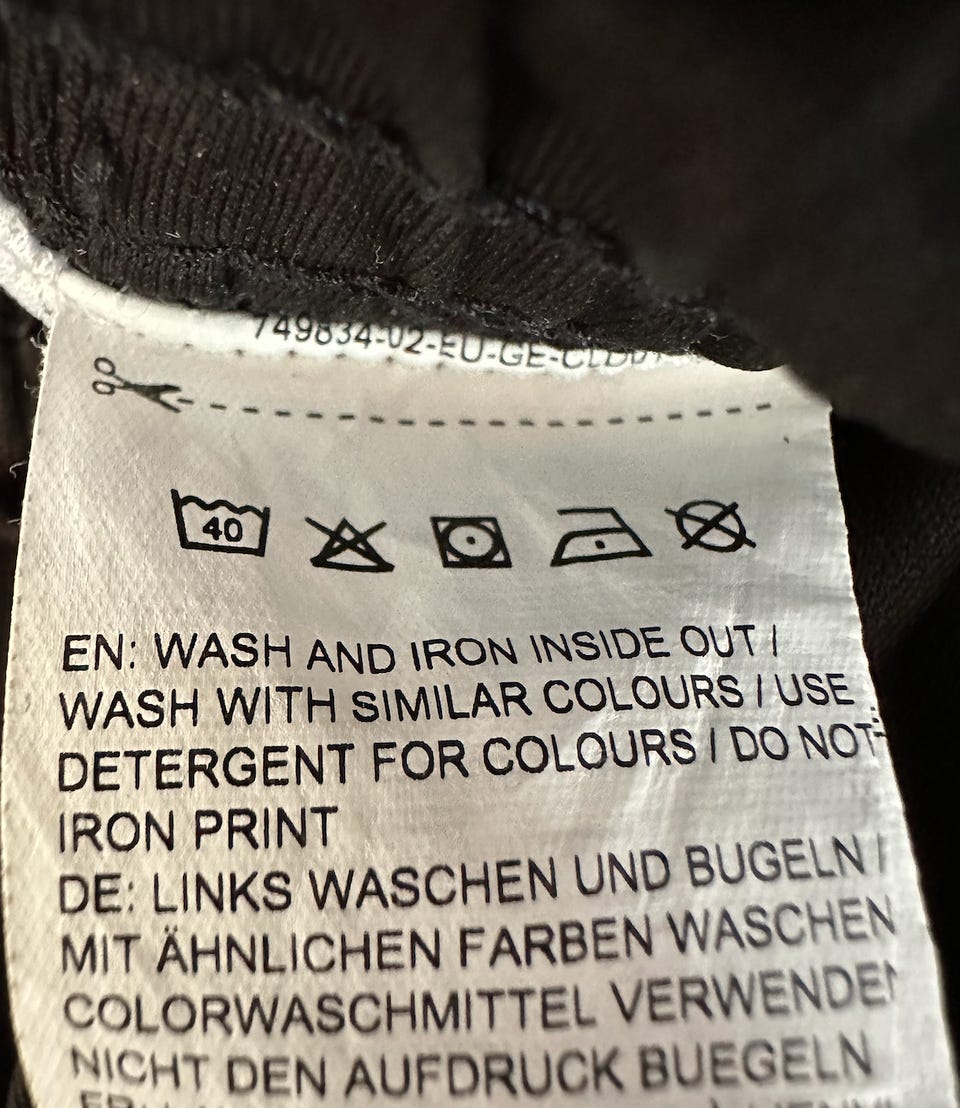 749834-02-EU-GE-
40
EN: WASH AND IRON INSIDE OUT /
WASH WITH SIMILAR COLOURS / USE
DETERGENT FOR COLOURS / DO NOT
IRON PRINT
DE: LINKS WASCHEN UND BUGELN /
MIT ÄHNLICHEN FARBEN WASCHEN
COLORWASCHMITTEL VERWENDEN
NICHT DEN AUFDRUCK BUEGELN